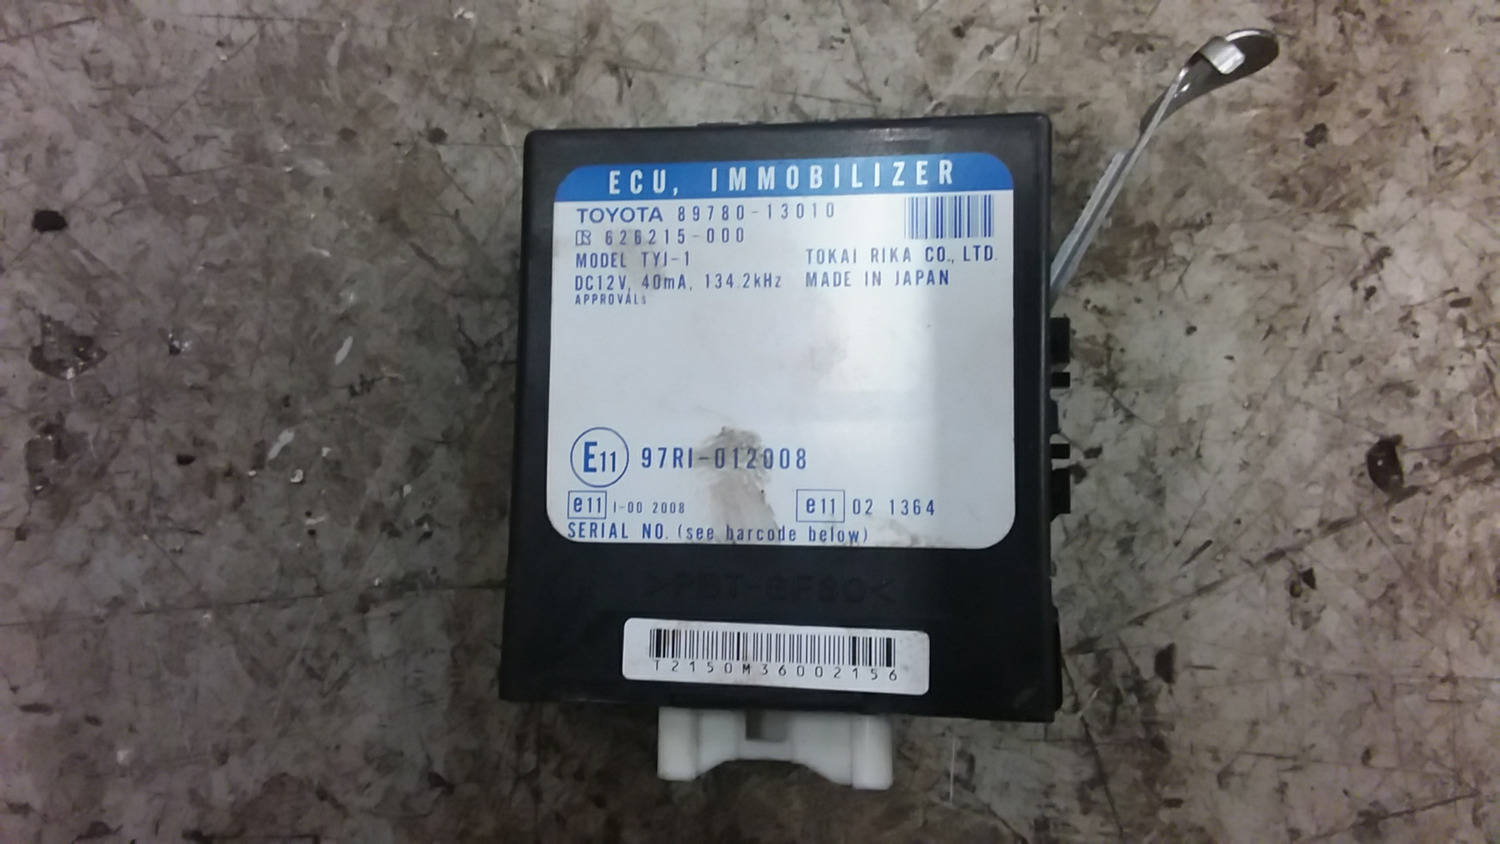 ECU, IMMOBILIZER
TOYOTA 89780-13010
626215-000
MODEL TYI-1 TOKAI RIKA CO., LTD.
DC12V, 40mA, 134.2kHz MADE IN JAPAN
APPROVALs
E11 97RI-012008
e11 I-00 2008 e11 02 1364
SERIAL NO. (see barcode below)
T2150M36002156